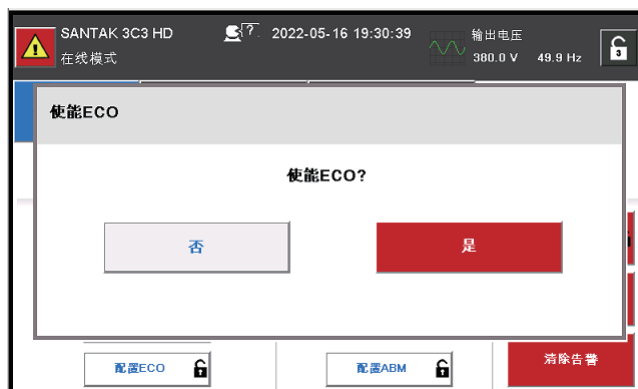 SANTAK 3C3 HD
? 2022-05-16 19:30:39
输出电压
在线模式
380.0 V 49.9 Hz
3
使能ECO
使能ECO?
否
是
配置ECO
配置ABM
清除告警